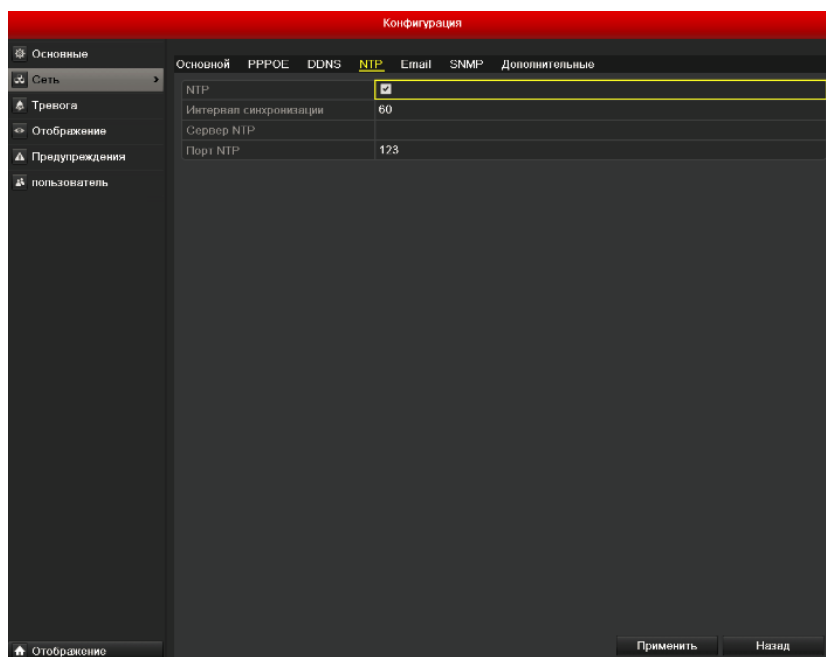 Конфигурация
Основные
Сеть
Тревога
Отображение
Предупреждения
пользователь
Основной PPPOE DDNS NTP Email SNMP Дополнительные
NTP
Интервал синхронизации 60
Сервер NTP
Порт NTP 123
Применить Назад
Отображение